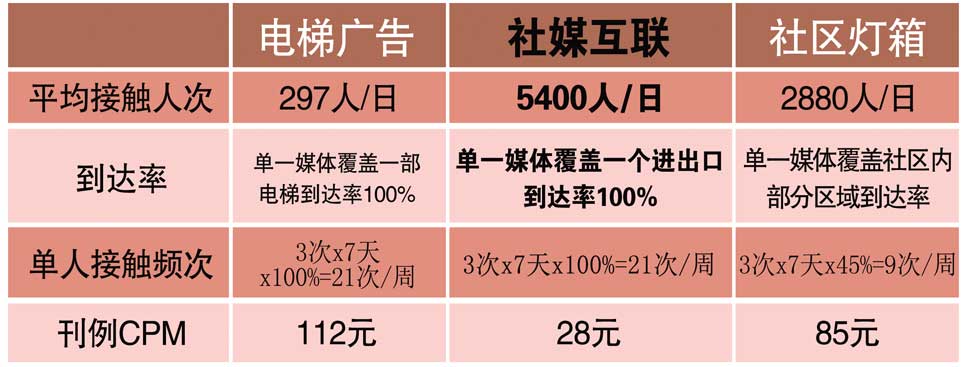 电梯广告 社媒互联 社区灯箱
平均接触人次 297人/日 5400人/日 2880人/日
到达率 单一媒体覆盖一部 单一媒体覆盖一个进出口 单一媒体覆盖社区内
电梯到达率100% 到达率100% 部分区域到达率
单人接触频次 3次x7天 3次x7天x100%=21次/周 3次x7天x45%=9次/周
x100%=21次/周
刊例CPM 112元 28元 85元